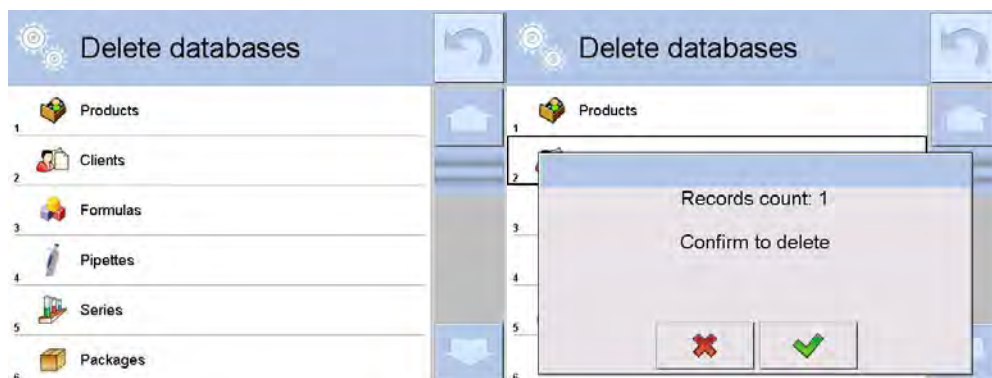 Delete databases
Products
1
Clients
2
Formulas
3
Pipettes
4
Series
5
Packages
6
Delete databases
Products
1
2
Records count: 1
3
Confirm to delete
4
5
6